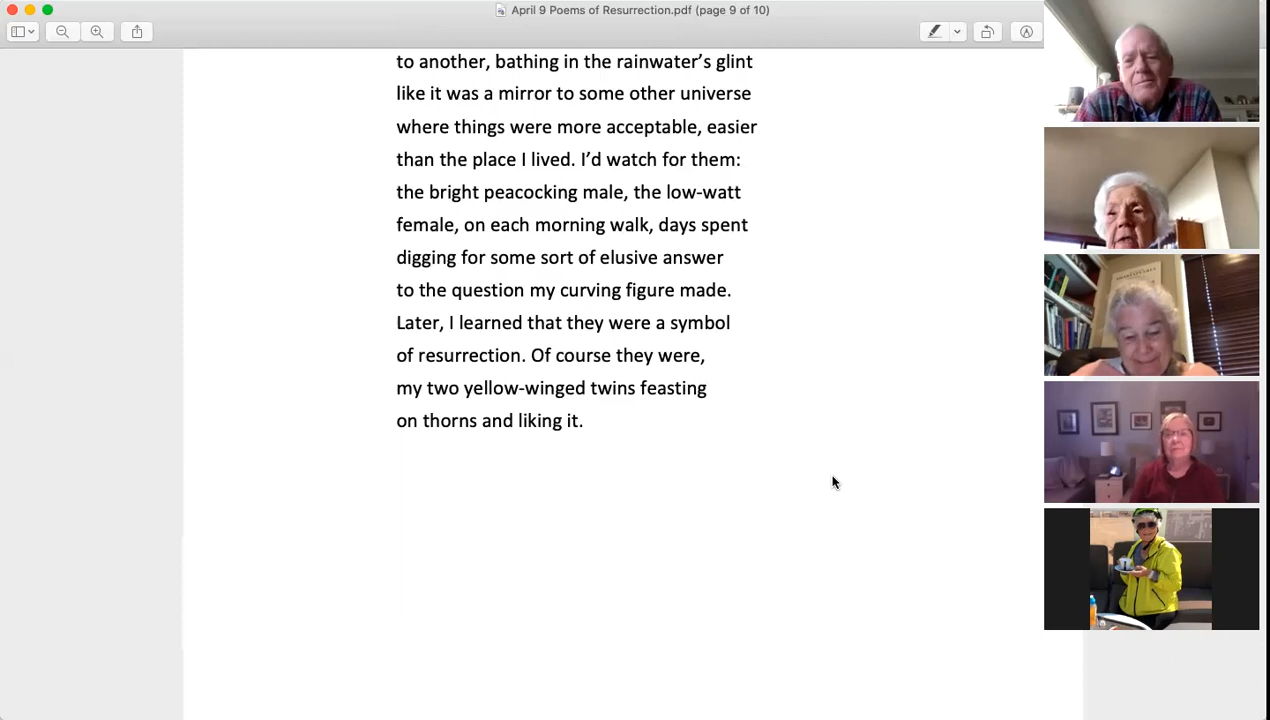 April 9 Poems of Resurrection.pdf (page 9 of 10)
to another, bathing in the rainwater’s glint
like it was a mirror to some other universe
where things were more acceptable, easier
than the place I lived. I’d watch for them:
the bright peacocking male, the low-watt
female, on each morning walk, days spent
digging for some sort of elusive answer
to the question my curving figure made.
Later, I learned that they were a symbol
of resurrection. Of course they were,
my two yellow-winged twins feasting
on thorns and liking it.